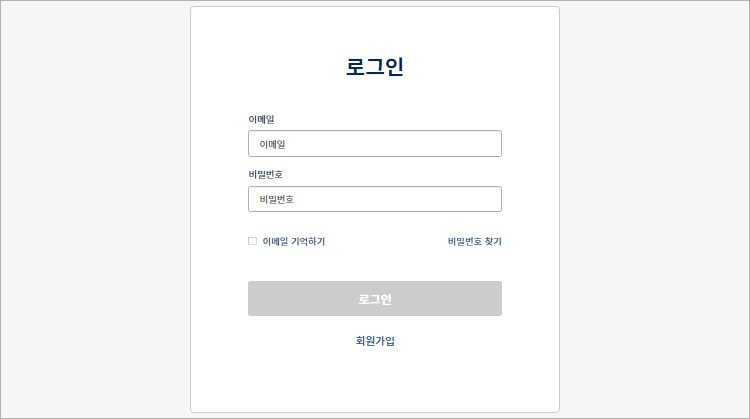 로그인
이메일
이메일
비밀번호
비밀번호
이메일 기억하기
비밀번호 찾기
로그인
회원가입